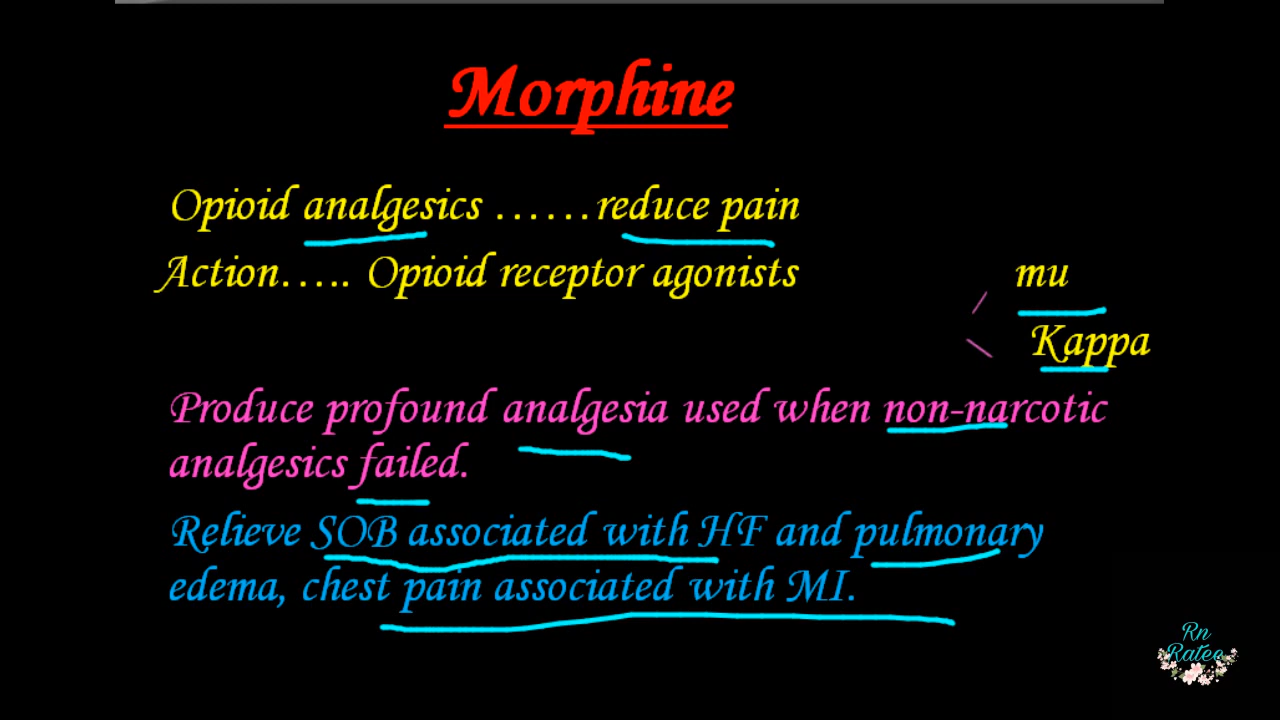 Morphine
Opioid analgesics ……reduce pain
Action….. Opioid receptor agonists mu
Kappa
Produce profound analgesia used when non-narcotic
analgesics failed.
Relieve SOB associated with HF and pulmonary
edema, chest pain associated with MI.
Rn
Ratee